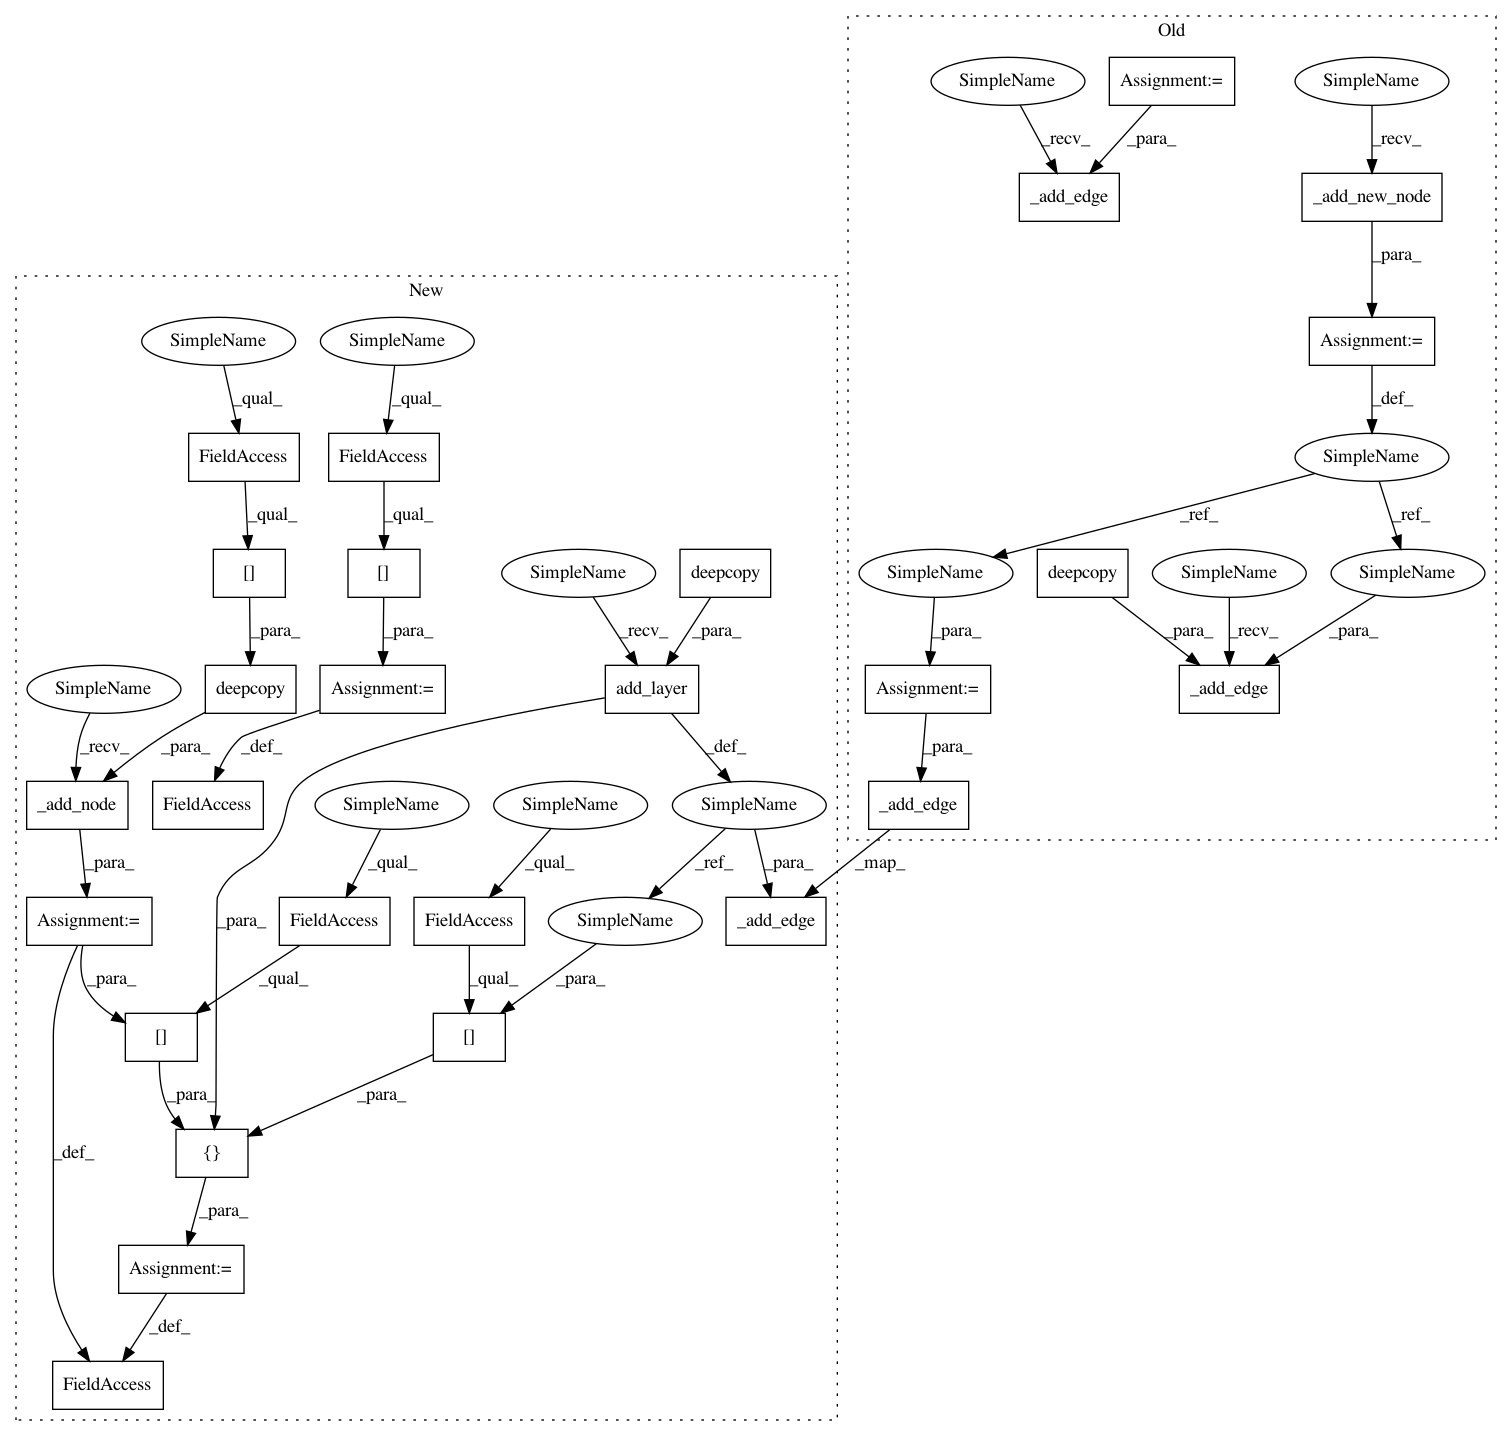 Old
SimpleName
Assignment:=
SimpleName
_recv_
_para_
_recv_
_add_edge
_add_new_node
_para_
New
SimpleName
SimpleName
Assignment:=
_qual_
_qual_
_def_
FieldAccess
FieldAccess
SimpleName
_qual_
_qual_
_ref_
_ref_
[]
[]
SimpleName
deepcopy
SimpleName
deepcopy
SimpleName
SimpleName
_para_
_para_
_recv_
_para_
_para_
_para_
_recv_
_para_
SimpleName
deepcopy
Assignment:=
add_layer
Assignment:=
_add_edge
_recv_
_para_
_def_
_def_
_para_
_add_node
FieldAccess
SimpleName
SimpleName
SimpleName
_add_edge
_para_
_qual_
_qual_
_ref_
_para_
_map_
Assignment:=
_para_
FieldAccess
FieldAccess
SimpleName
_add_edge
_para_
_qual_
_qual_
_para_
[]
[]
_para_
_para_
_def_
{}
_para_
Assignment:=
_def_
FieldAccess